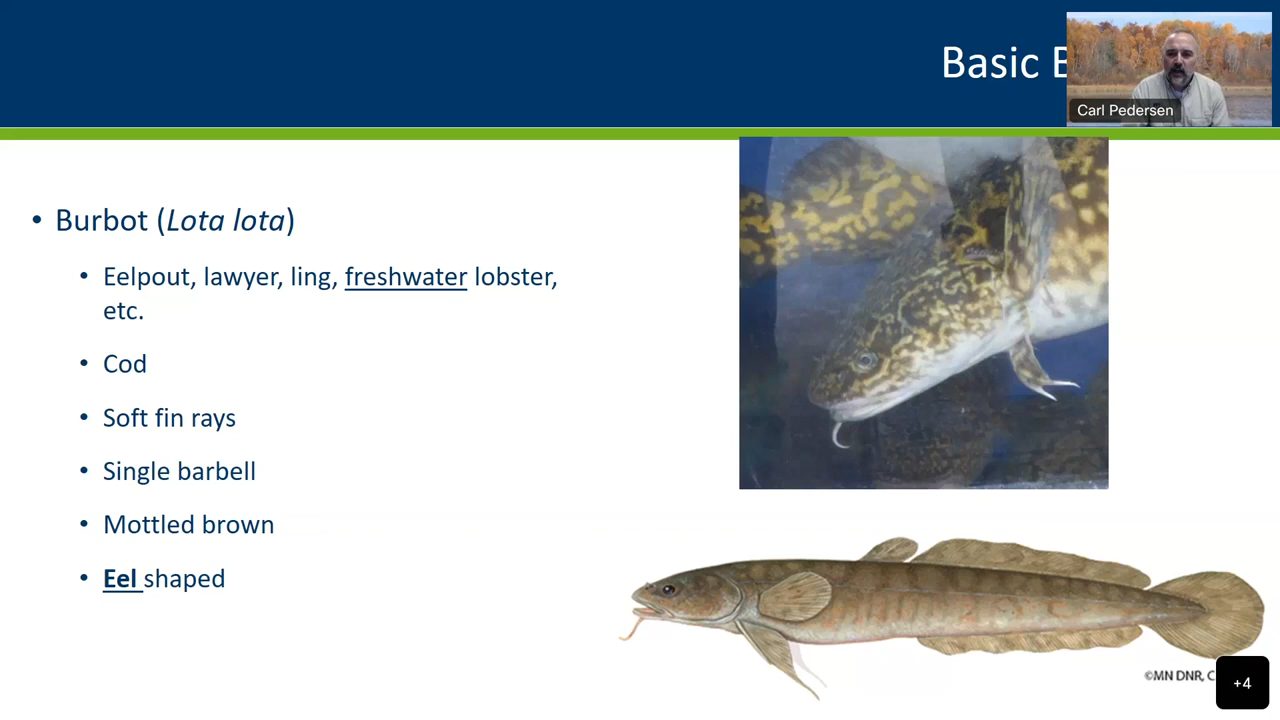 Basic
Carl Pedersen
• Burbot (Lota lota)
• Eelpout, lawyer, ling, freshwater lobster,
etc.
• Cod
• Soft fin rays
• Single barbell
• Mottled brown
• Eel shaped
©MN DNR,
+4